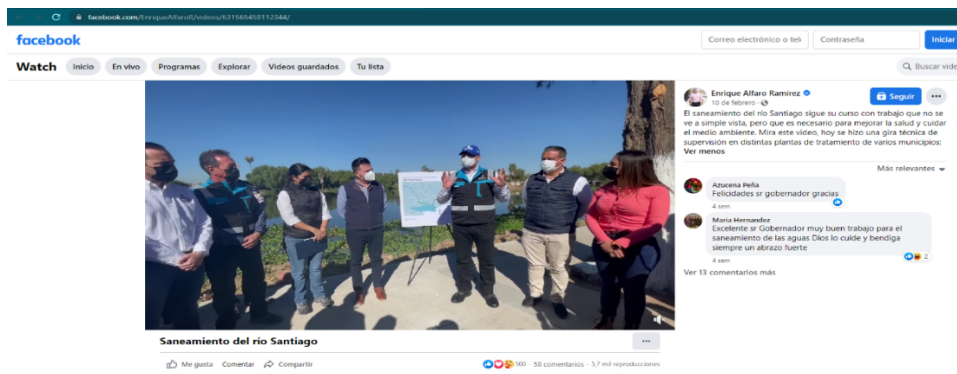 facebook.com/EnriqueAlfaroR/videos/631565458112344/
facebook
Correo electrónico o telé
Contraseña
Iniciar
Watch
Inicio
En vivo
Programas
Explorar
Videos guardados
Tu lista
Buscar vide
Enrique Alfaro Ramírez
10 de febrero ·
Seguir
El saneamiento del río Santiago sigue su curso con trabajo que no se
ve a simple vista, pero que es necesario para mejorar la salud y cuidar
el medio ambiente. Mira este video, hoy se hizo una gira técnica de
supervisión en distintas plantas de tratamiento de varios municipios:
Ver menos
Más relevantes
Azucena Peña
Felicidades sr gobernador gracias
4 sem
Maria Hernandez
Excelente sr Gobernador muy buen trabajo para el
saneamiento de las aguas Dios lo cuide y bendiga
siempre un abrazo fuerte
4 sem
2
Ver 13 comentarios más
Saneamiento del río Santiago
Me gusta
Comentar
Compartir
500 · 58 comentarios · 5,7 mil reproducciones